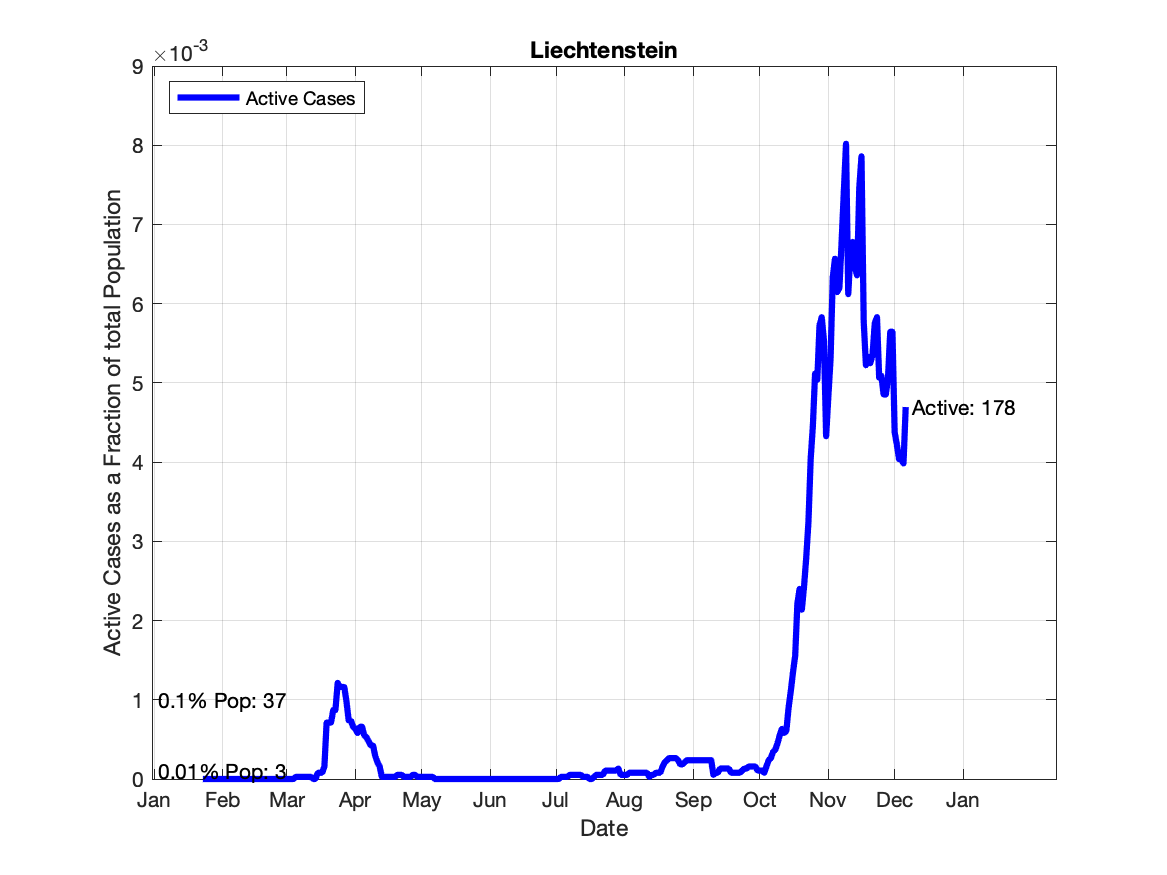 Liechtenstein
×10-3
Active Cases
9
8
7
6
5
4
3
2
1
0
Active Cases as a Fraction of total Population
Active: 178
0.1% Pop: 37
0.01% Pop: 3
Jan Feb Mar Apr May Jun Jul Aug Sep Oct Nov Dec Jan
Date